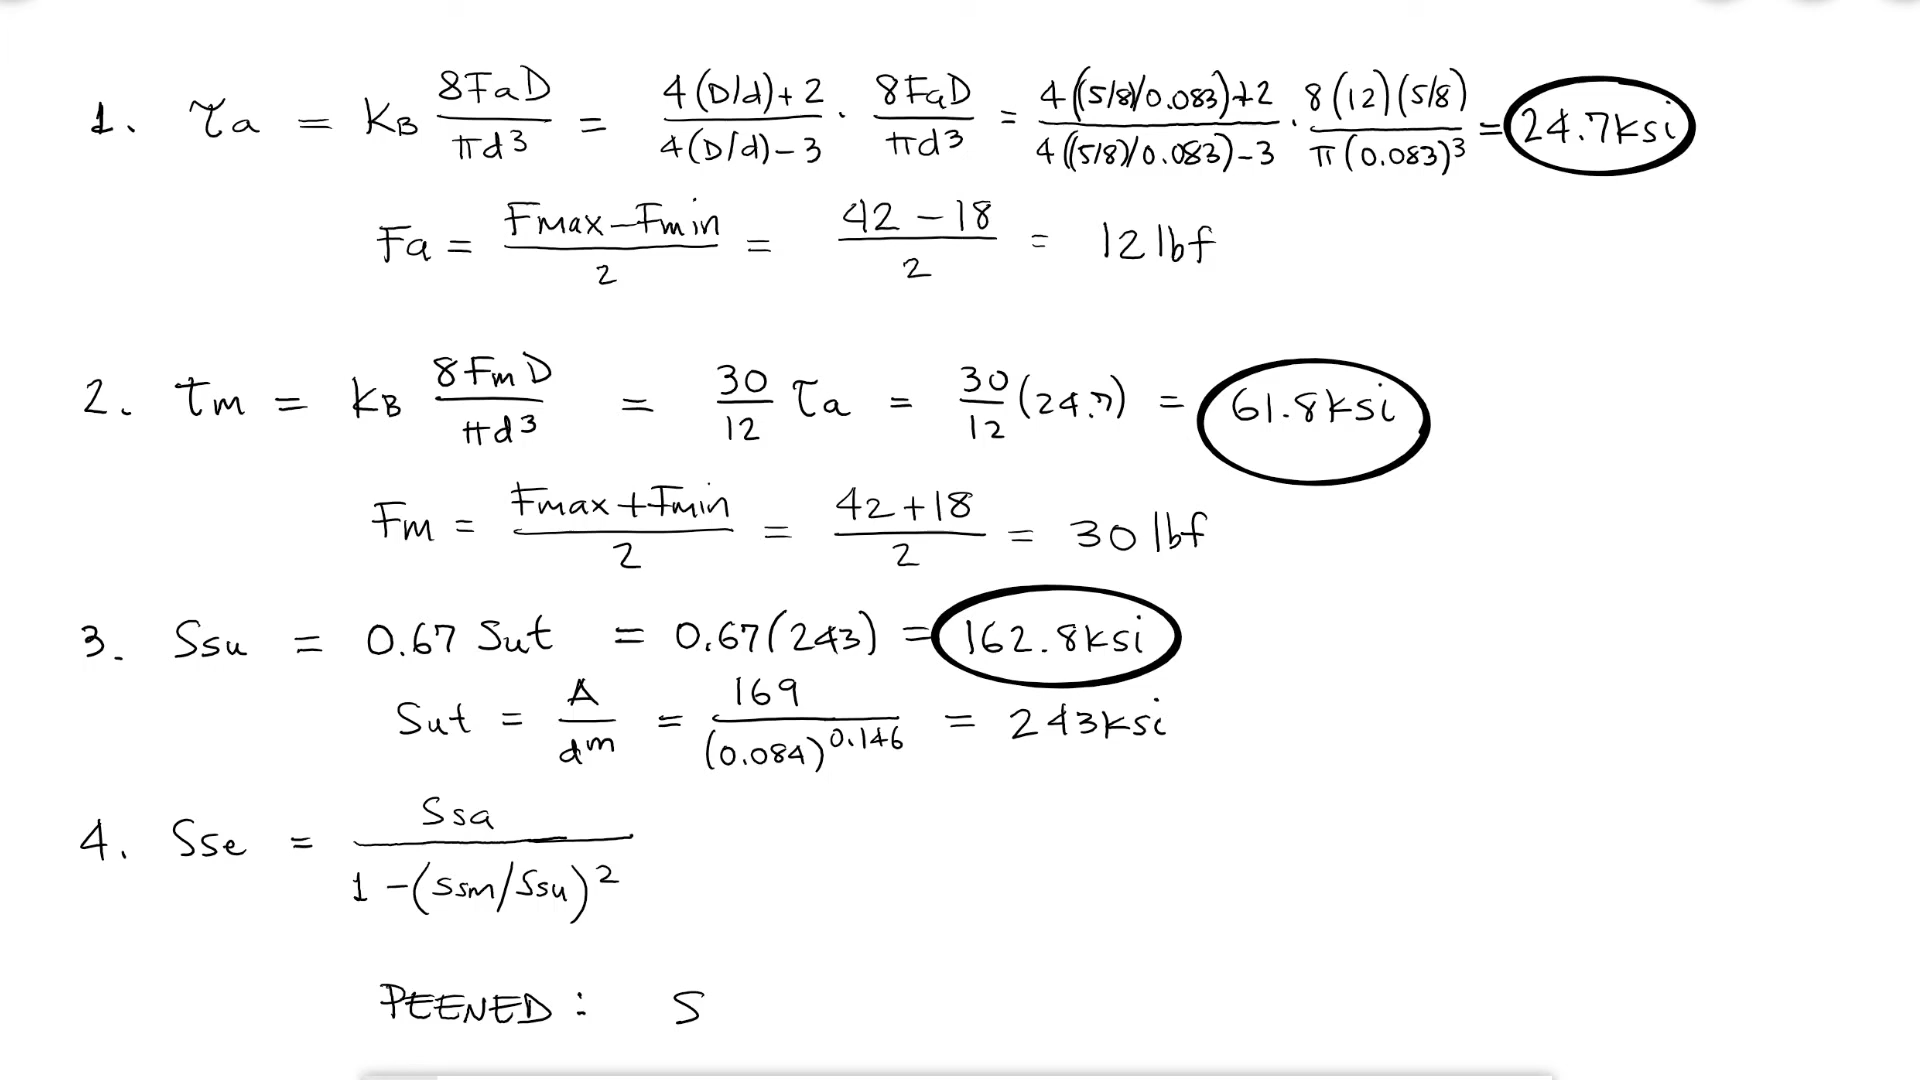 1. τa = KB 8FaD/πd³ = 4(D/d)+2/4(D/d)-3 · 8FaD/πd³ = 4((5/8)/0.083)+2/4((5/8)/0.083)-3 · 8(12)(5/8)/π(0.083)³ = 24.7ksi
Fa = Fmax-Fmin/2 = 42-18/2 = 12 lbf
2. τm = KB 8FmD/πd³ = 30/12 τa = 30/12 (24.7) = 61.8ksi
Fm = Fmax+Fmin/2 = 42+18/2 = 30 lbf
3. Ssu = 0.67 Sut = 0.67(243) = 162.8ksi
Sut = A/dᵐ = 169/(0.084)^0.146 = 243ksi
4. Sse = Ssa/1-(Ssm/Ssu)²
PEENED: S